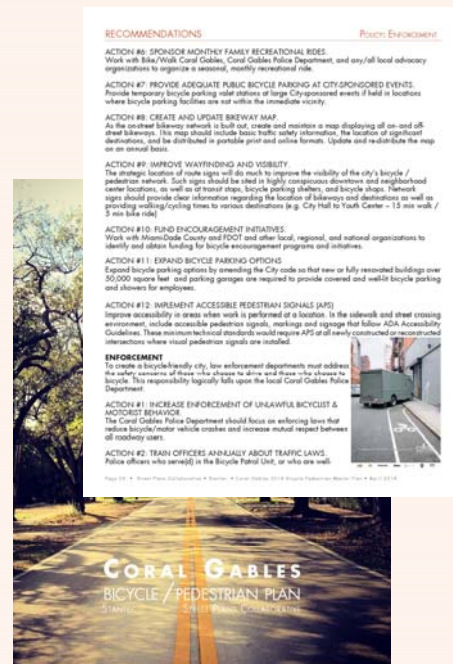 RECOMMENDATIONS
POLICY: ENFORCEMENT
ACTION #6: SPONSOR MONTHLY FAMILY RECREATIONAL RIDES.
Work with Bike/Walk Coral Gables, Coral Gables Police Department, and any/all local advocacy
organizations to organize a seasonal, monthly recreational ride.
ACTION #7: PROVIDE ADEQUATE PUBLIC BICYCLE PARKING AT CITY-SPONSORED EVENTS.
Provide temporary bicycle parking valet stations at large City-sponsored events if held in locations
where bicycle parking facilities are not within the immediate vicinity.
ACTION #8: CREATE AND UPDATE BIKEWAY MAP.
As the on-street bikeway network is built out, create and maintain a map displaying all on- and off-
street bikeways. This map should include basic traffic safety information, the location of significant
destinations, and be distributed in portable print and online formats. Update and re-distribute the map
on an annual basis.
ACTION #9: IMPROVE WAYFINDING AND VISIBILITY.
The strategic location of route signs will do much to improve the visibility of the city's bicycle /
pedestrian network. Such signs should be sited in highly conspicuous downtown and neighborhood
center locations, as well as at transit stops, bicycle parking shelters, and bicycle shops. Network
signs should provide clear information regarding the location of bikeways and destinations as well as
providing walking/cycling times to various destinations (e.g. City Hall to Youth Center – 15 min walk /
5 min bike ride)
ACTION #10: FUND ENCOURAGEMENT INITIATIVES.
Work with Miami-Dade County and FDOT and other local, regional, and national organizations to
identify and obtain funding for bicycle encouragement programs and initiatives.
ACTION #11: EXPAND BICYCLE PARKING OPTIONS
Expand bicycle parking options by amending the City code so that new or fully renovated buildings over
50,000 square feet and parking garages are required to provide covered and well-lit bicycle parking
and showers for employees.
ACTION #12: IMPLEMENT ACCESSIBLE PEDESTRIAN SIGNALS (APS)
Improve accessibility in areas when work is performed at a location. In the sidewalk and street crossing
environment, include accessible pedestrian signals, markings and signage that follow ADA Accessibility
Guidelines. These minimum technical standards would require APS at all newly constructed or reconstructed
intersections where visual pedestrian signals are installed.
ENFORCEMENT
To create a bicycle-friendly city, law enforcement departments must address
the safety concerns of those who choose to drive and those who choose to
bicycle. This responsibility logically falls upon the local Coral Gables Police
Department.
ACTION #1: INCREASE ENFORCEMENT OF UNLAWFUL BICYCLIST &
MOTORIST BEHAVIOR.
The Coral Gables Police Department should focus on enforcing laws that
reduce bicycle/motor vehicle crashes and increase mutual respect between
all roadway users.
ACTION #2: TRAIN OFFICERS ANNUALLY ABOUT TRAFFIC LAWS.
Police officers who serve(d) in the Bicycle Patrol Unit, or who are well-
Street Plans Collaborative • Stantec • Coral Gables 2014 Bicycle Pedestrian Master Plan • April 2014
CORAL GABLES
BICYCLE/PEDESTRIAN PLAN
STANTEC
STREET PLANS COLLABORATIVE